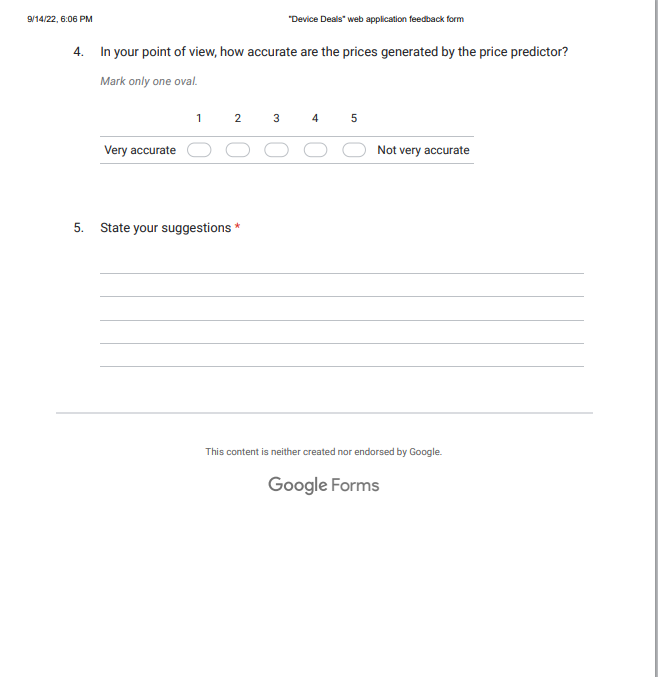 9/14/22, 6:06 PM "Device Deals" web application feedback form
4. In your point of view, how accurate are the prices generated by the price predictor?
Mark only one oval.
1 2 3 4 5
Very accurate Not very accurate
5. State your suggestions *
This content is neither created nor endorsed by Google.
Google Forms